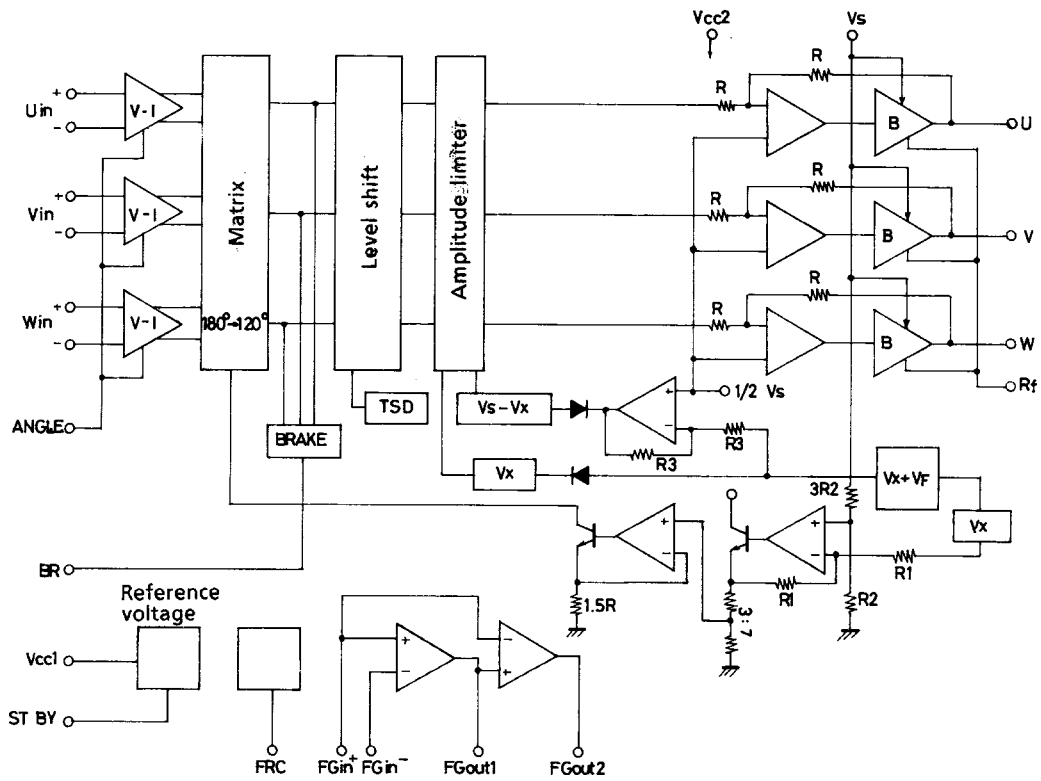 Vcc2
Vs
R
R
Uin
+
−
V-I
B
U
R
R
Vin
+
−
V-I
Matrix
Level shift
Amplitude limiter
B
V
R
R
Win
+
−
V-I
180°→120°
B
W
Rf
TSD
Vs-Vx
+
−
1/2 Vs
ANGLE
BRAKE
R3
R3
Vx
Vx+VF
3R2
Vx
+
−
+
−
R1
R1
BR
1.5R
3:7
R2
Reference
voltage
Vcc1
+
−
−
+
ST BY
FRC
FGin+
FGin−
FGout1
FGout2